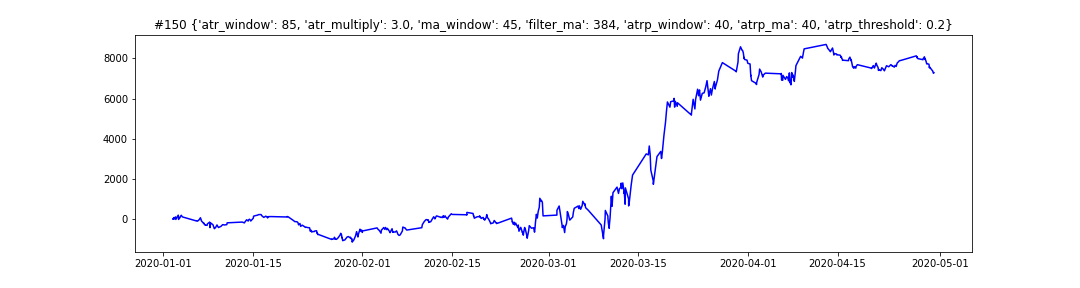 #150 {'atr_window': 85, 'atr_multiply': 3.0, 'ma_window': 45, 'filter_ma': 384, 'atrp_window': 40, 'atrp_ma': 40, 'atrp_threshold': 0.2}
8000
6000
4000
2000
0
2020-01-01 2020-01-15 2020-02-01 2020-02-15 2020-03-01 2020-03-15 2020-04-01 2020-04-15 2020-05-01